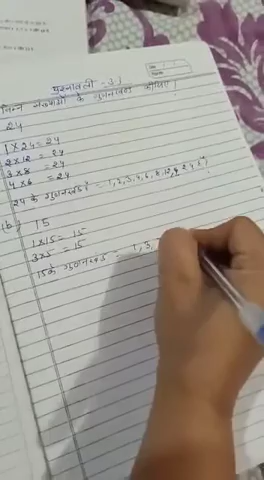 प्रश्नावली - 3.1
निम्न संख्याओं के गुणनखण्ड कीजिए।
24
1 × 24 = 24
2 × 12 = 24
3 × 8 = 24
4 × 6 = 24
24 के गुणनखण्ड = 1, 2, 3, 4, 6, 8, 12,
(b) 15
1×15 = 15
3×5 = 15
15 के गुणनखण्ड = 1, 3,